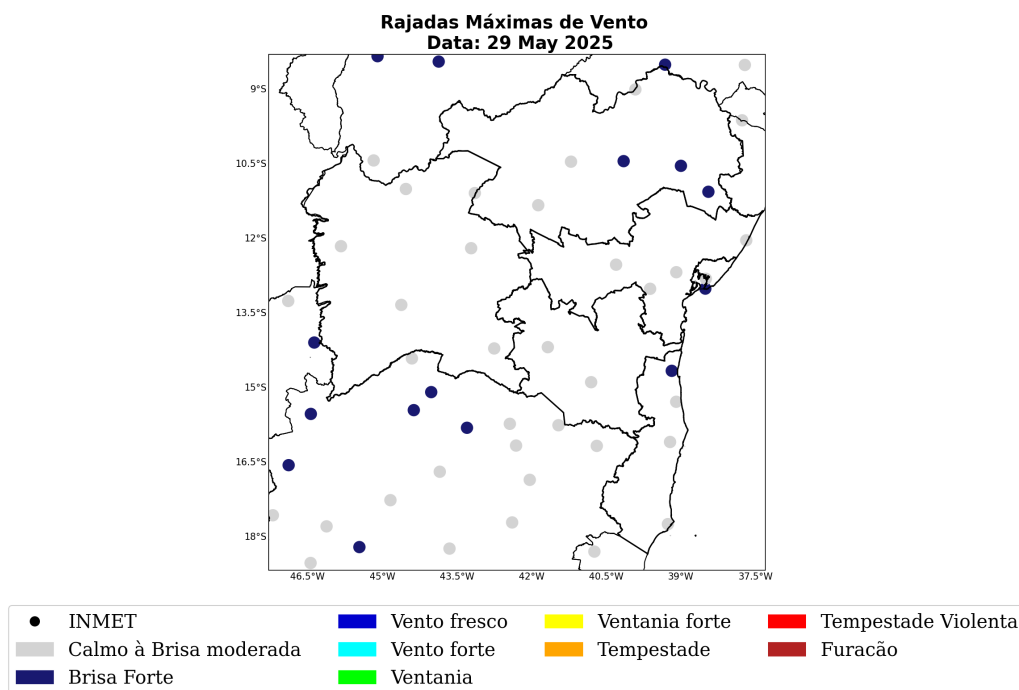 Rajadas Máximas de Vento
Data: 29 May 2025
9°S
10.5°S
12°S
13.5°S
15°S
16.5°S
18°S
46.5°W 45°W 43.5°W 42°W 40.5°W 39°W 37.5°W
INMET Vento fresco Ventania forte Tempestade Violenta
Calmo à Brisa moderada Vento forte Tempestade Furacão
Brisa Forte Ventania